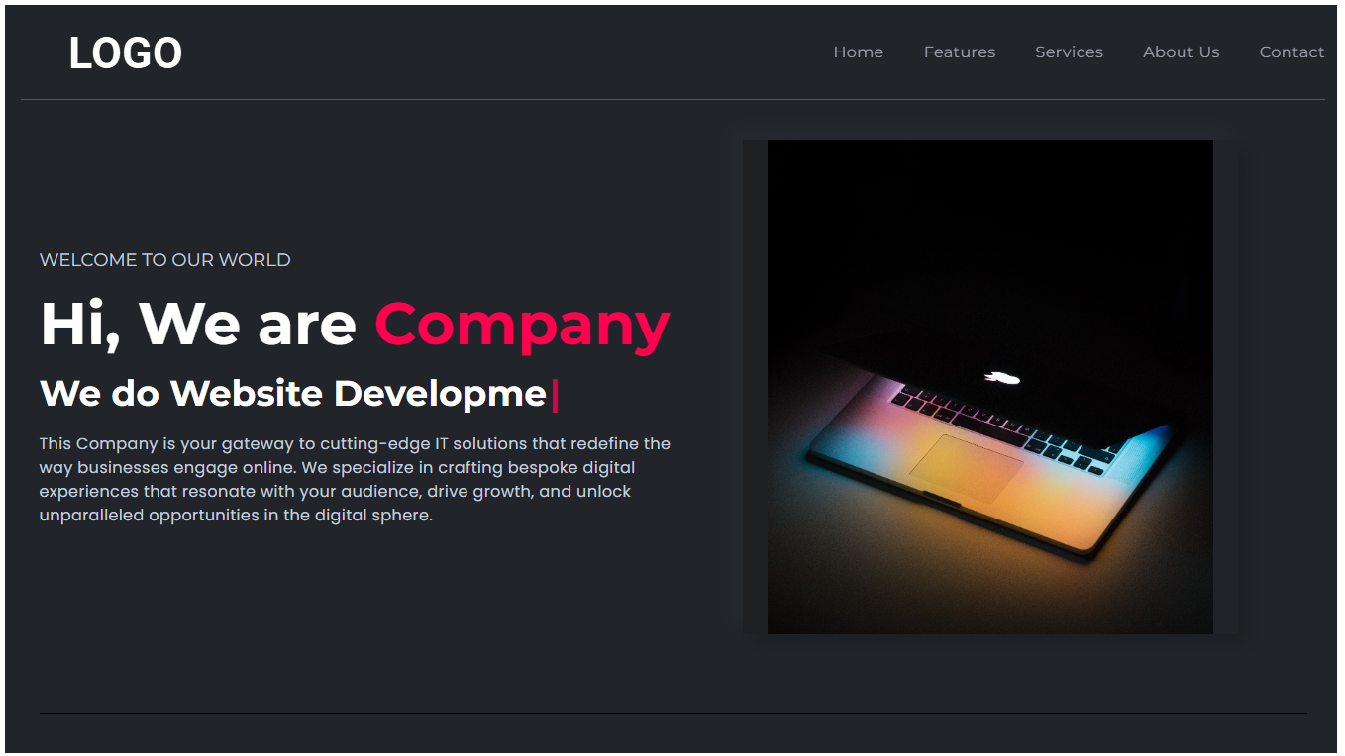 LOGO
Home Features Services About Us Contact
WELCOME TO OUR WORLD
Hi, We are Company
We do Website Developme|
This Company is your gateway to cutting-edge IT solutions that redefine the
way businesses engage online. We specialize in crafting bespoke digital
experiences that resonate with your audience, drive growth, and unlock
unparalleled opportunities in the digital sphere.